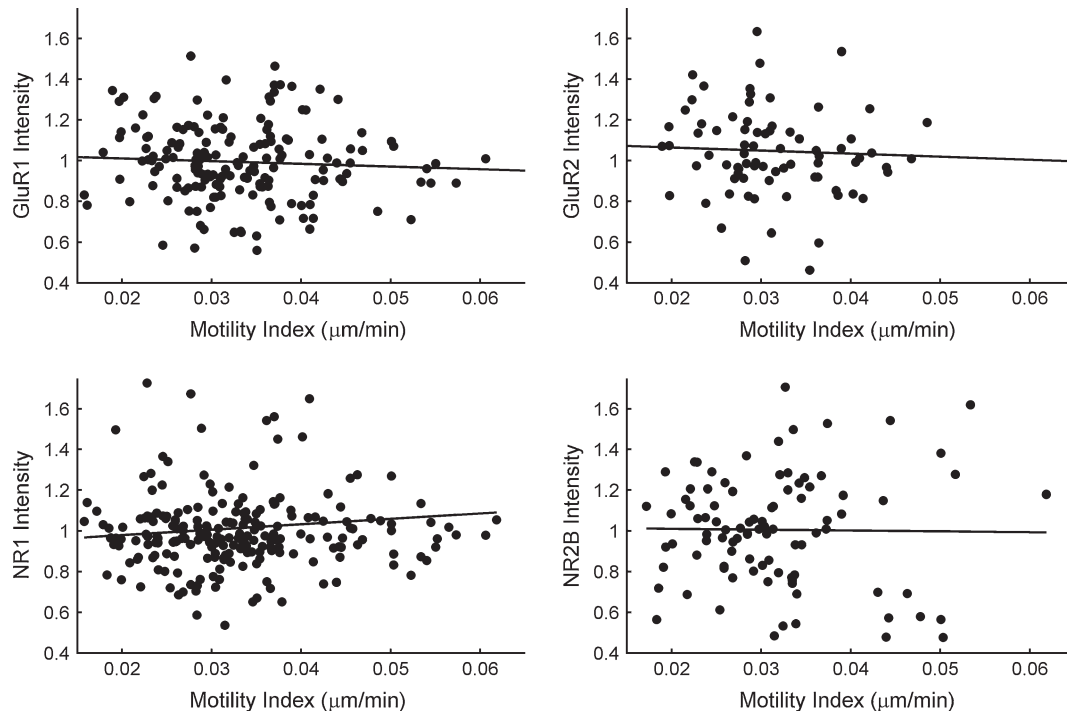 1.6
1.4
1.2
1
0.8
0.6
0.4
GluR1 Intensity
0.02 0.03 0.04 0.05 0.06
Motility Index (μm/min)
1.6
1.4
1.2
1
0.8
0.6
0.4
GluR2 Intensity
0.02 0.03 0.04 0.05 0.06
Motility Index (μm/min)
1.6
1.4
1.2
1
0.8
0.6
0.4
NR1 Intensity
0.02 0.03 0.04 0.05 0.06
Motility Index (μm/min)
1.6
1.4
1.2
1
0.8
0.6
0.4
NR2B Intensity
0.02 0.03 0.04 0.05 0.06
Motility Index (μm/min)